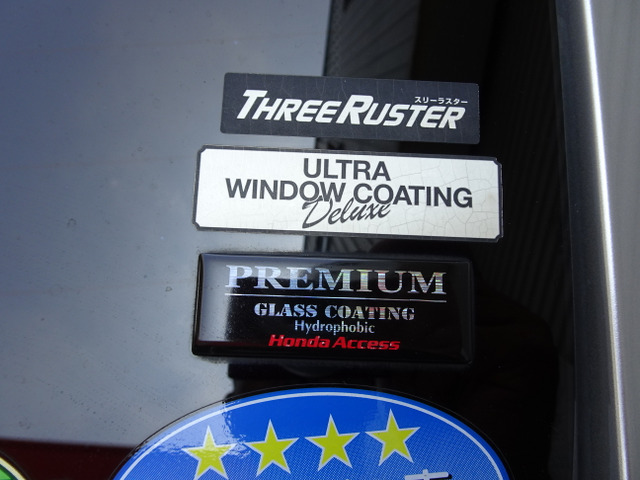 スリーラスター
THREERUSTER
ULTRA
WINDOW COATING
Deluxe
PREMIUM
GLASS COATING
Hydrophobic
Honda Access